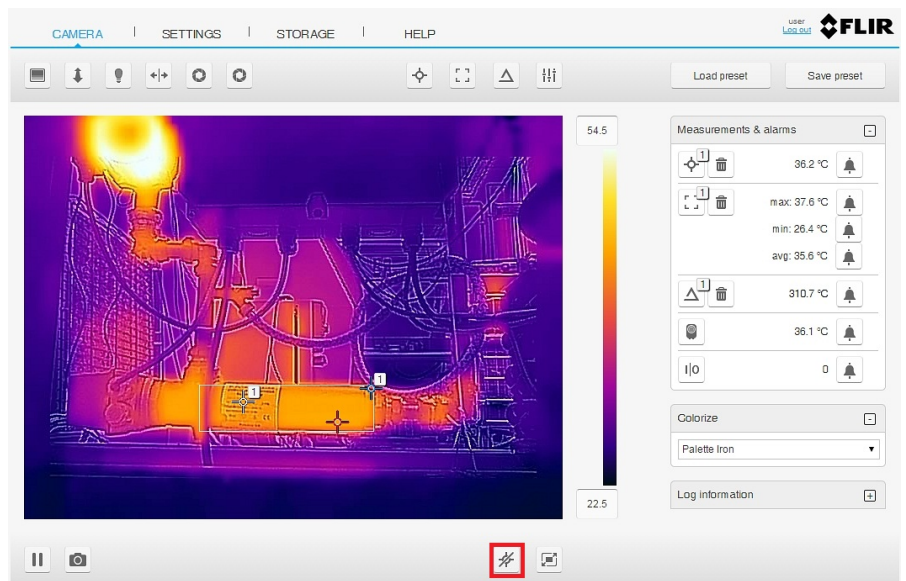 user
Log out
FLIR
CAMERA
SETTINGS
STORAGE
HELP
Load preset
Save preset
54.5
22.5
1
1
Measurements & alarms
1
36.2 °C
1
max: 37.6 °C
min: 26.4 °C
avg: 35.6 °C
1
310.7 °C
36.1 °C
I|O
0
Colorize
Palette Iron
Log information